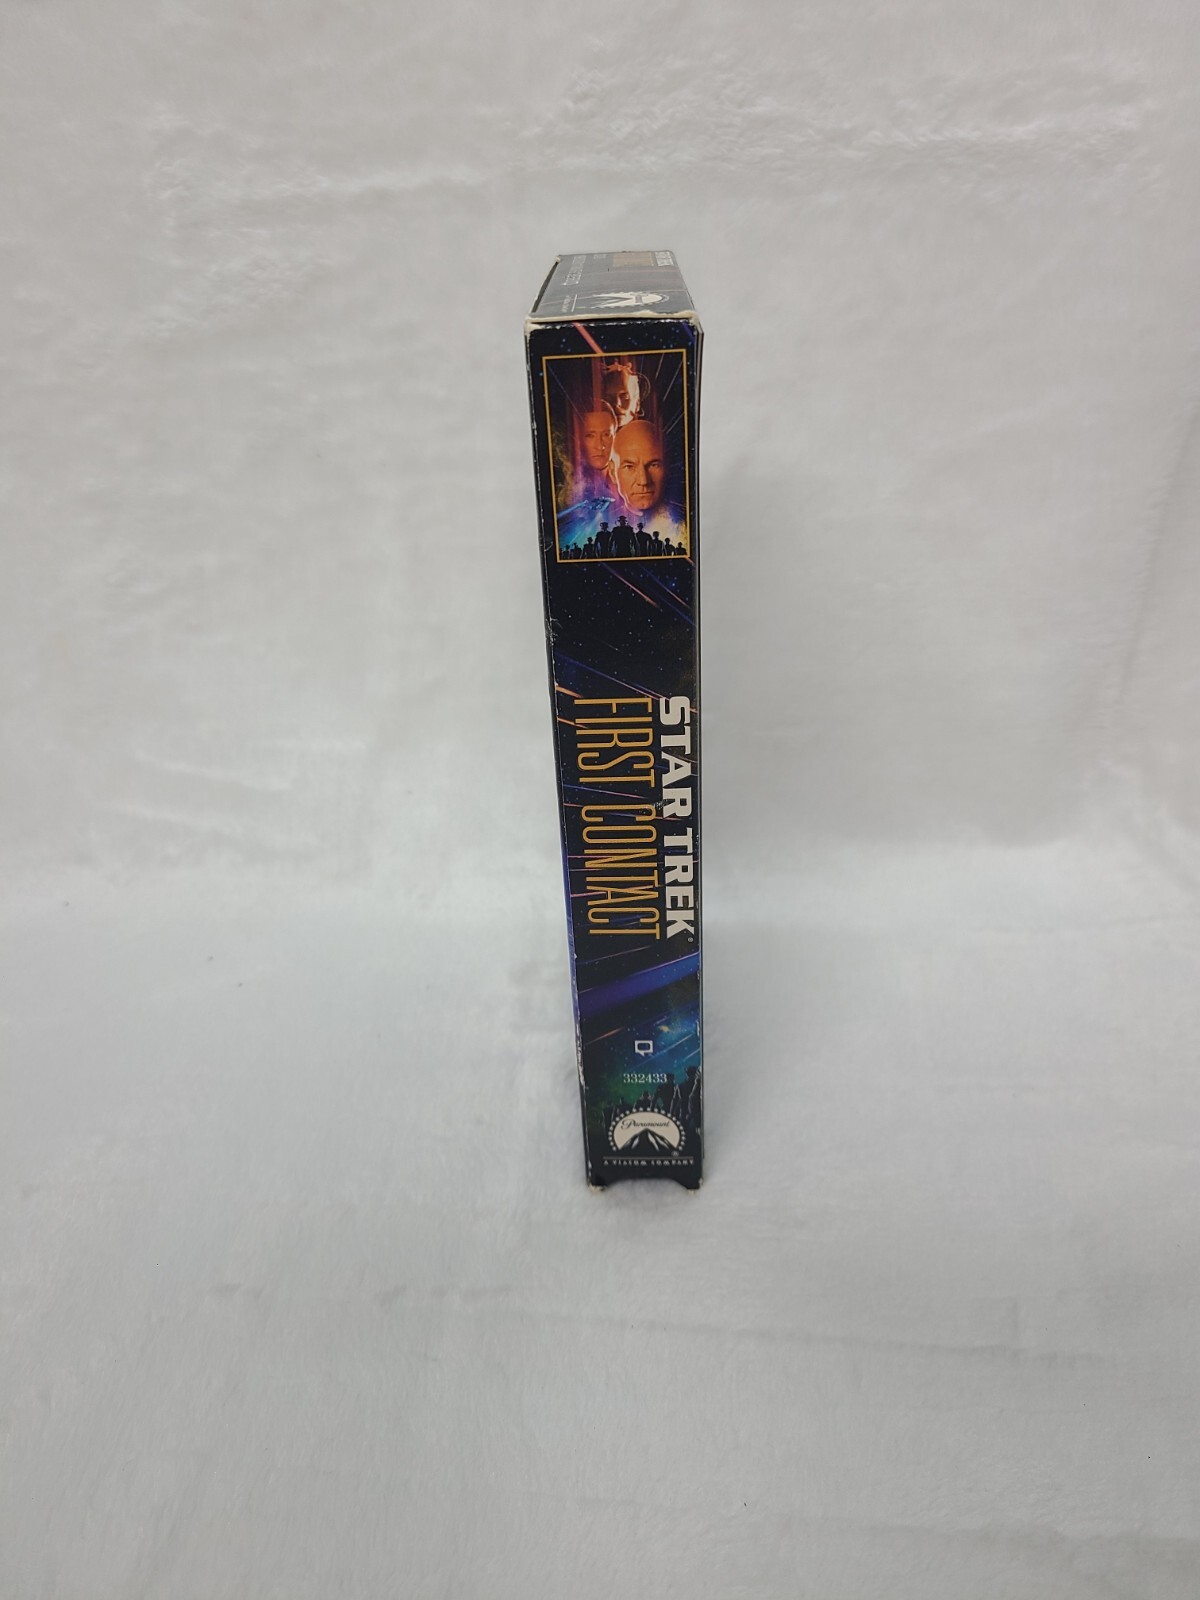 STAR TREK®
FIRST CONTACT
332433
Paramount
A VIACOM COMPANY